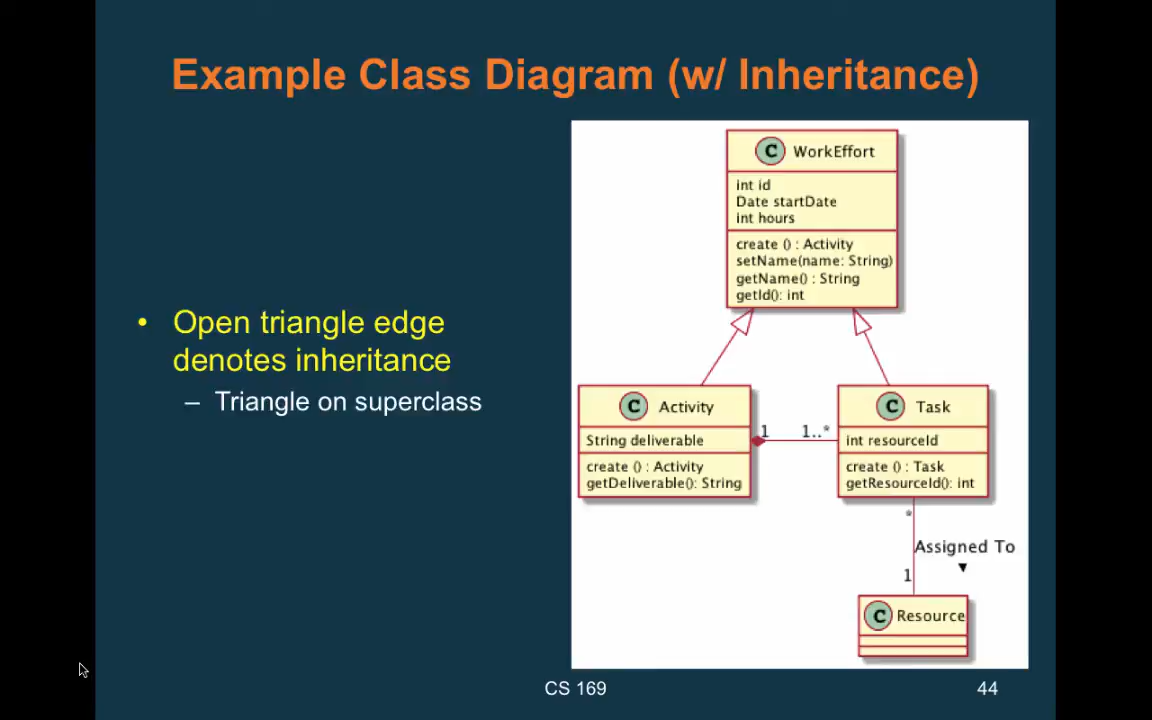 Example Class Diagram (w/ Inheritance)
• Open triangle edge
denotes inheritance
– Triangle on superclass
C WorkEffort
int id
Date startDate
int hours
create () : Activity
setName(name: String)
getName() : String
getId(): int
C Activity
String deliverable
create () : Activity
getDeliverable(): String
1 1..*
C Task
int resourceId
create () : Task
getResourceId(): int
*
Assigned To
▼
1
C Resource
CS 169
44